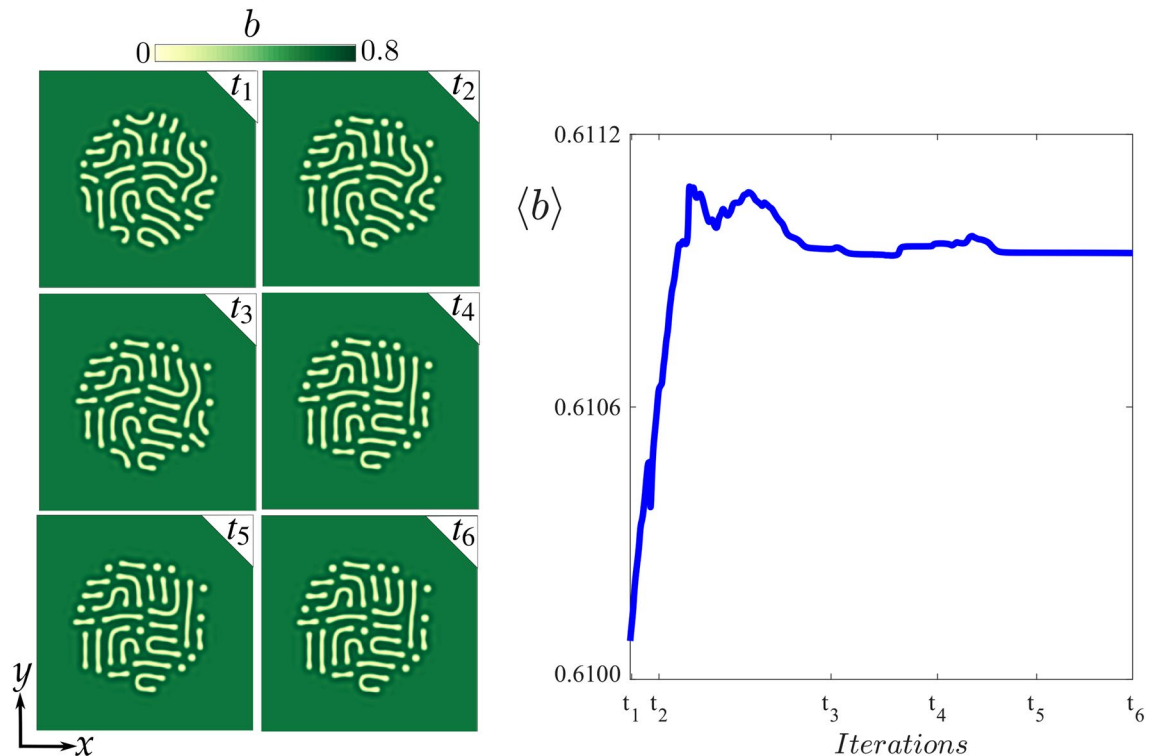 b
0 0.8
t1 t2
t3 t4
t5 t6
y
x
0.6112
⟨b⟩
0.6106
0.6100
t1 t2 t3 t4 t5 t6
Iterations